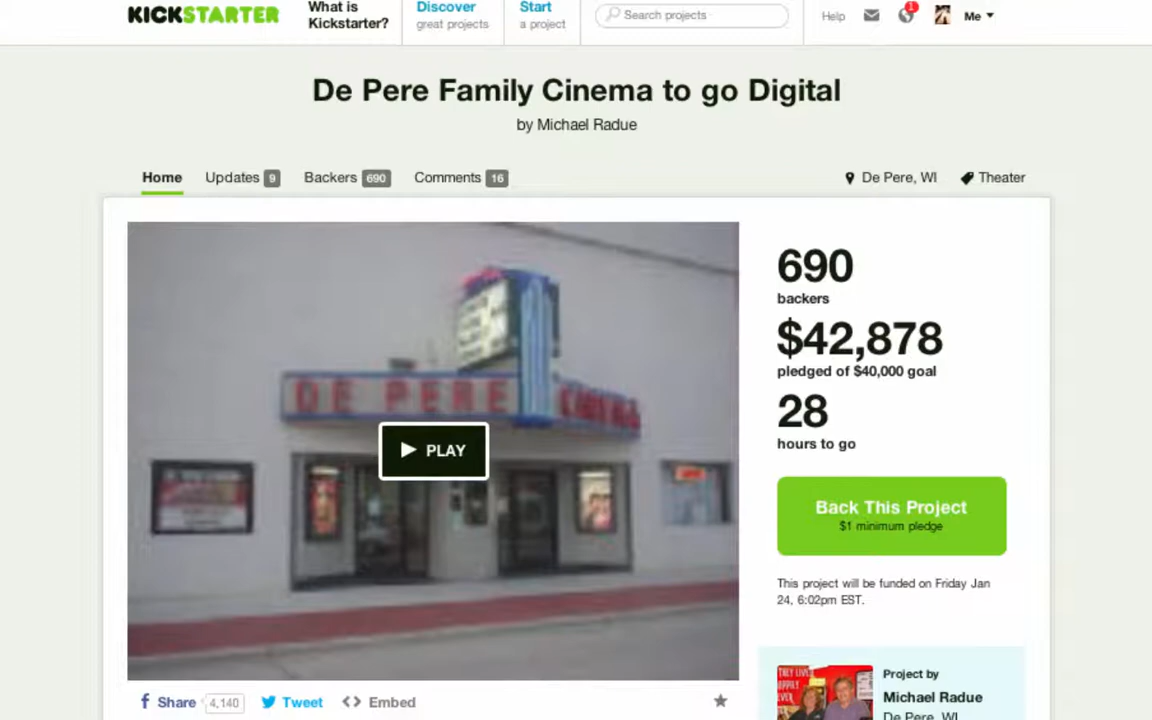 KICKSTARTER
What is
Kickstarter?
Discover
great projects
Start
a project
Search projects
Help
1
Me
De Pere Family Cinema to go Digital
by Michael Radue
Home
Updates 9
Backers 690
Comments 16
De Pere, WI
Theater
DE PERE
CINEMA
PLAY
690
backers
$42,878
pledged of $40,000 goal
28
hours to go
Back This Project
$1 minimum pledge
This project will be funded on Friday Jan
24, 6:02pm EST.
THEY LIVED
HAPPILY
EVER
Project by
Michael Radue
De Pere, WI
Share 4,140
Tweet
Embed